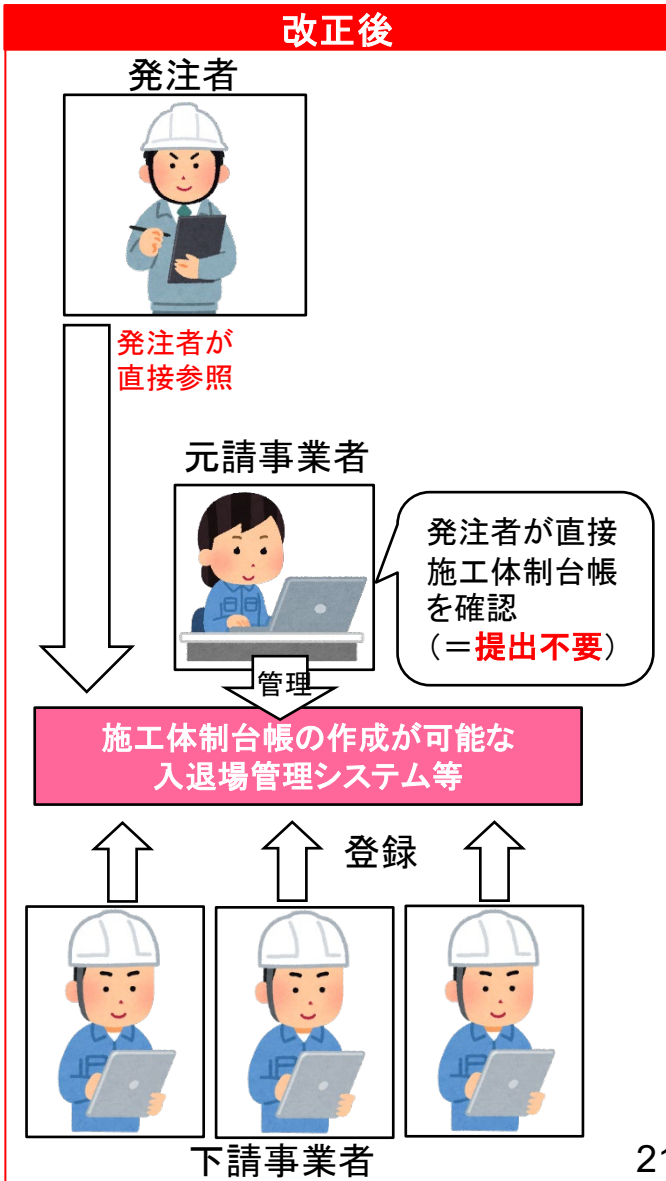 改正後
発注者
発注者が
直接参照
元請事業者
発注者が直接
施工体制台帳
を確認
(＝提出不要)
管理
施工体制台帳の作成が可能な
入退場管理システム等
登録
下請事業者
21